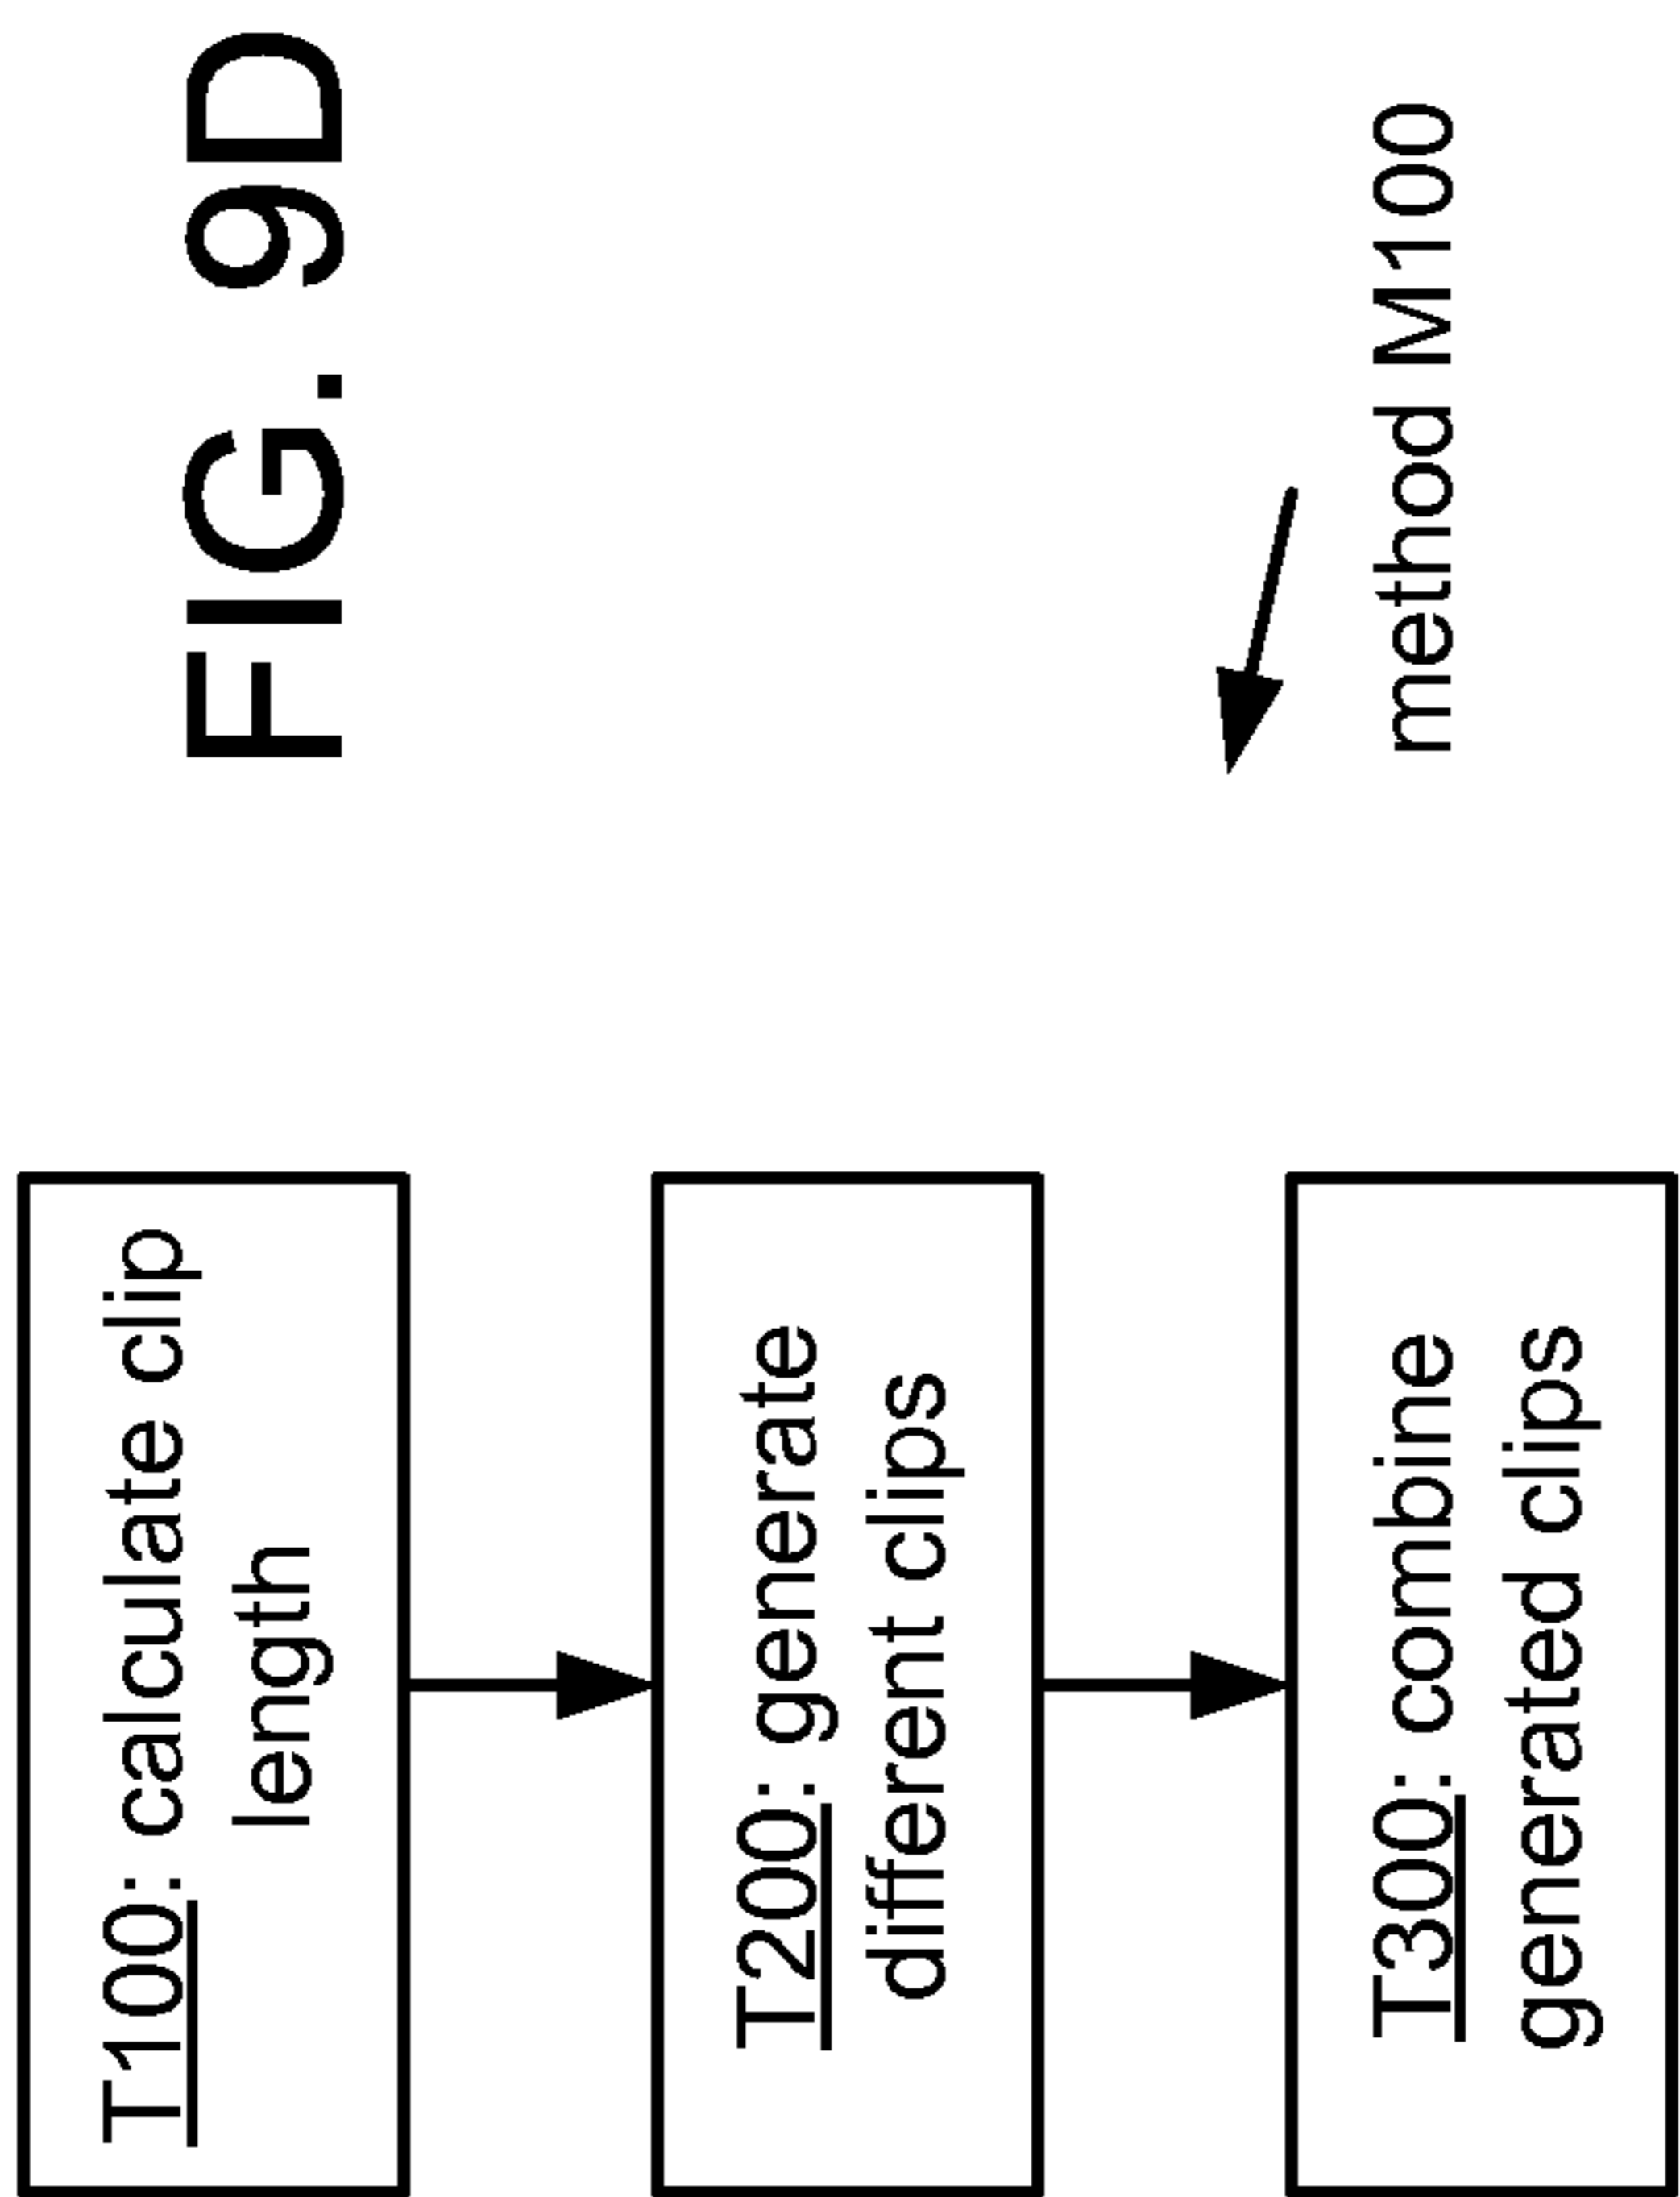 FIG. 9D
T100: calculate clip
length
T200: generate
different clips
T300: combine
generated clips
method M100